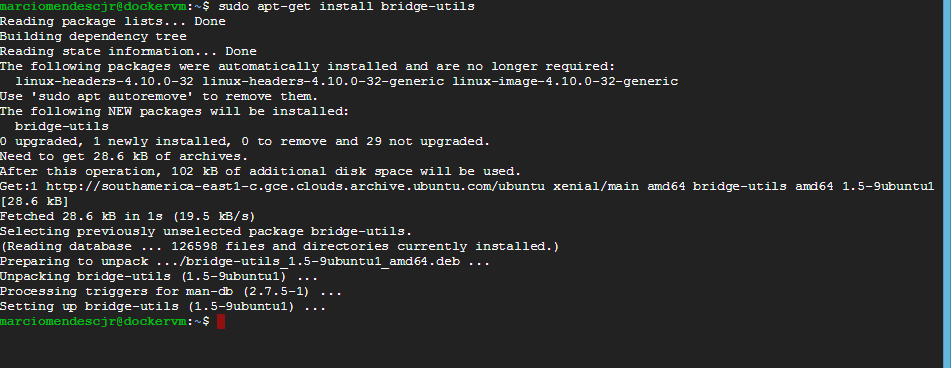 marciomendescjr@dockervm:~$ sudo apt-get install bridge-utils
Reading package lists... Done
Building dependency tree
Reading state information... Done
The following packages were automatically installed and are no longer required:
  linux-headers-4.10.0-32 linux-headers-4.10.0-32-generic linux-image-4.10.0-32-generic
Use 'sudo apt autoremove' to remove them.
The following NEW packages will be installed:
  bridge-utils
0 upgraded, 1 newly installed, 0 to remove and 29 not upgraded.
Need to get 28.6 kB of archives.
After this operation, 102 kB of additional disk space will be used.
Get:1 http://southamerica-east1-c.gce.clouds.archive.ubuntu.com/ubuntu xenial/main amd64 bridge-utils amd64 1.5-9ubuntu1
[28.6 kB]
Fetched 28.6 kB in 1s (19.5 kB/s)
Selecting previously unselected package bridge-utils.
(Reading database ... 126598 files and directories currently installed.)
Preparing to unpack .../bridge-utils_1.5-9ubuntu1_amd64.deb ...
Unpacking bridge-utils (1.5-9ubuntu1) ...
Processing triggers for man-db (2.7.5-1) ...
Setting up bridge-utils (1.5-9ubuntu1) ...
marciomendescjr@dockervm:~$